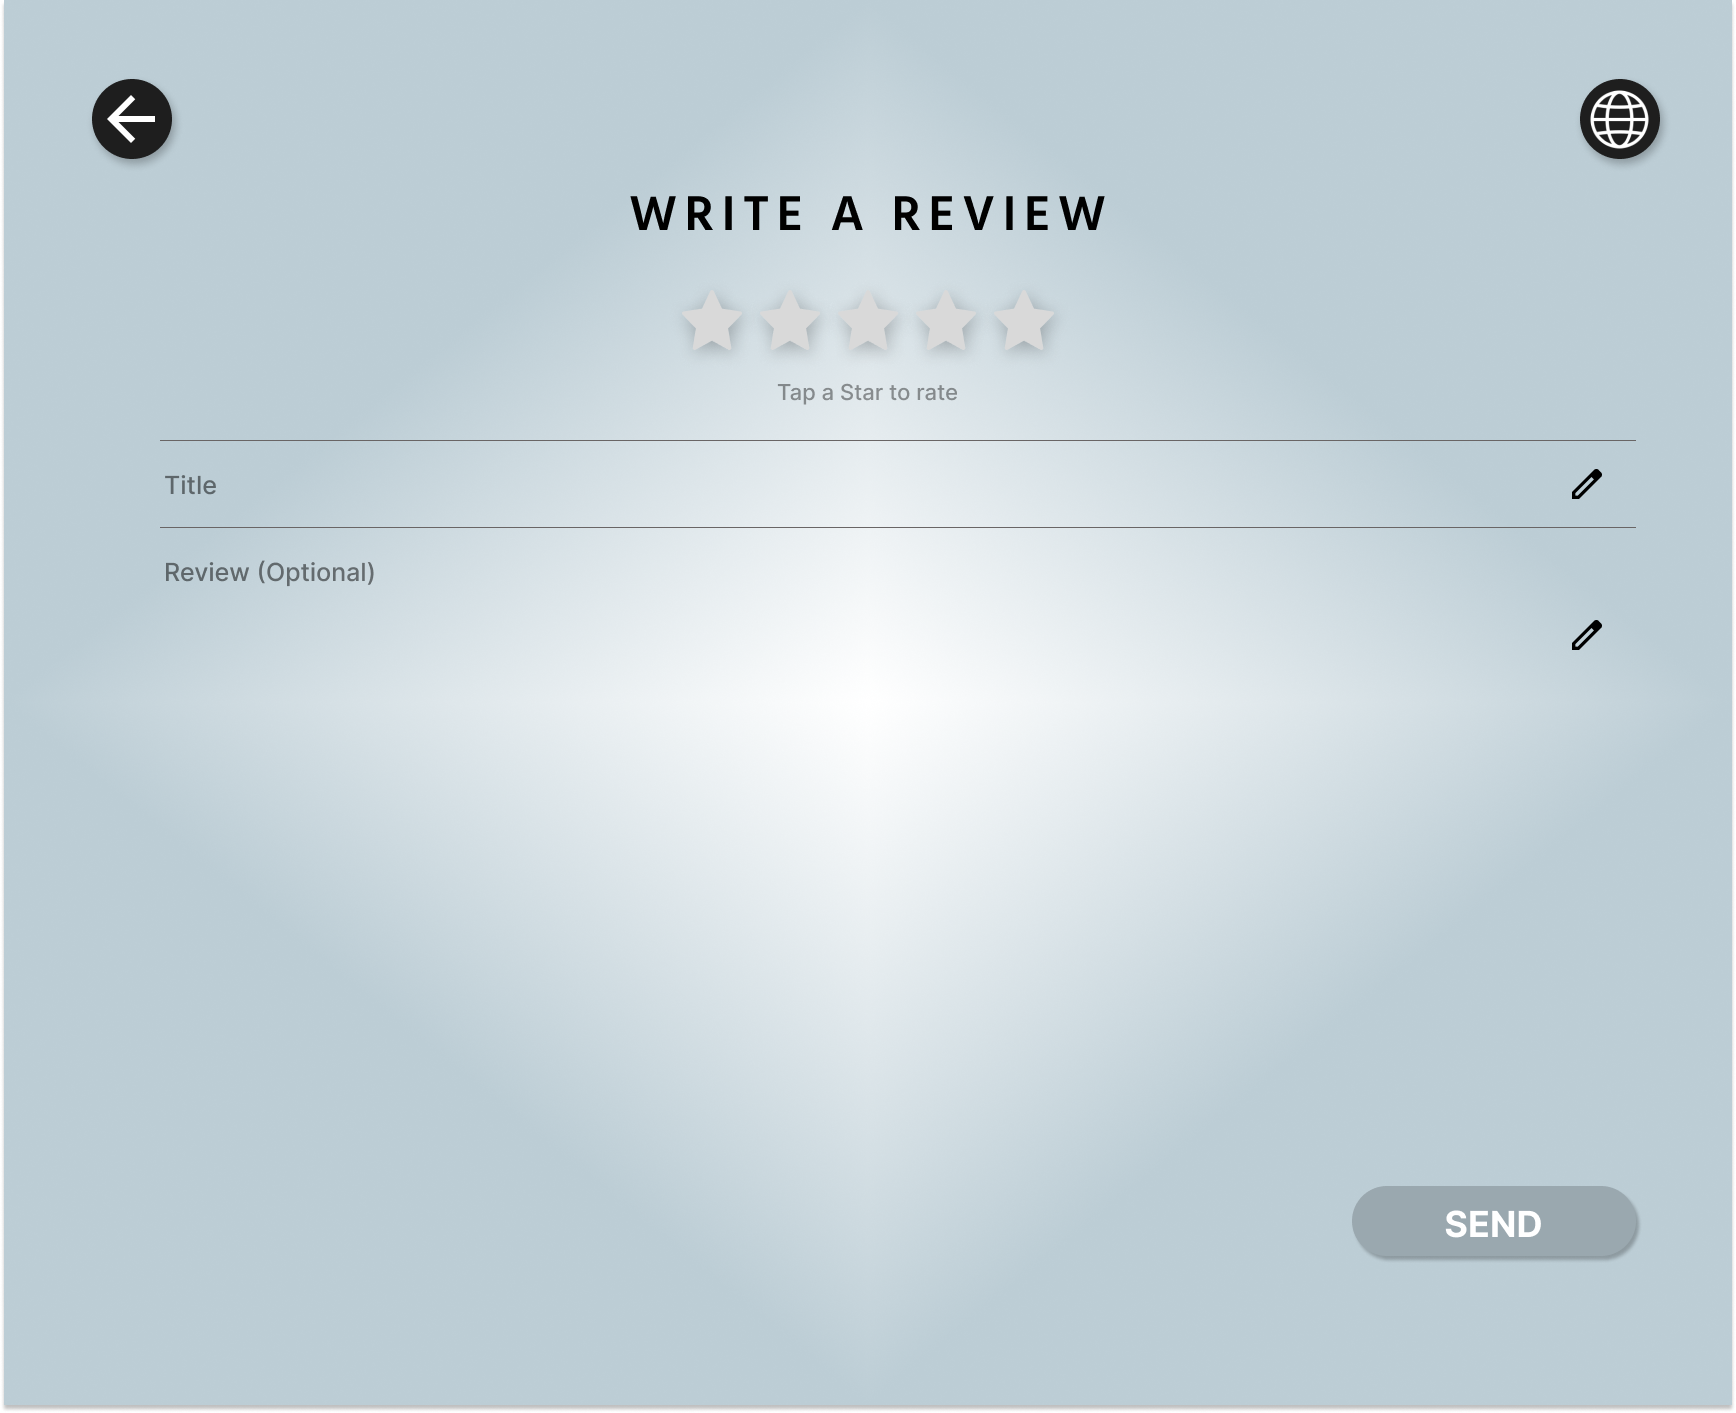 WRITE A REVIEW
Tap a Star to rate
Title
Review (Optional)
SEND